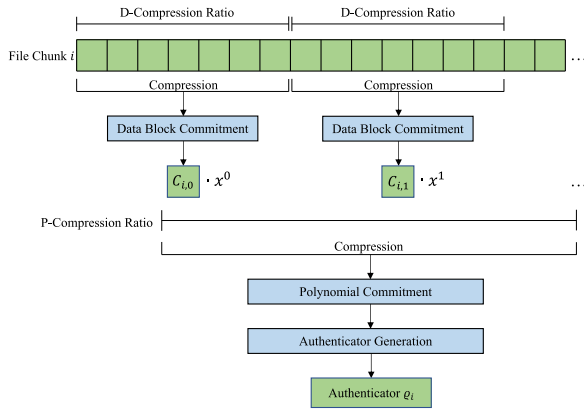 D-Compression Ratio D-Compression Ratio
File Chunk i ...
Compression Compression
Data Block Commitment Data Block Commitment
C_{i,0} · x^0 C_{i,1} · x^1 ...
P-Compression Ratio
Compression
Polynomial Commitment
Authenticator Generation
Authenticator ϱ_i